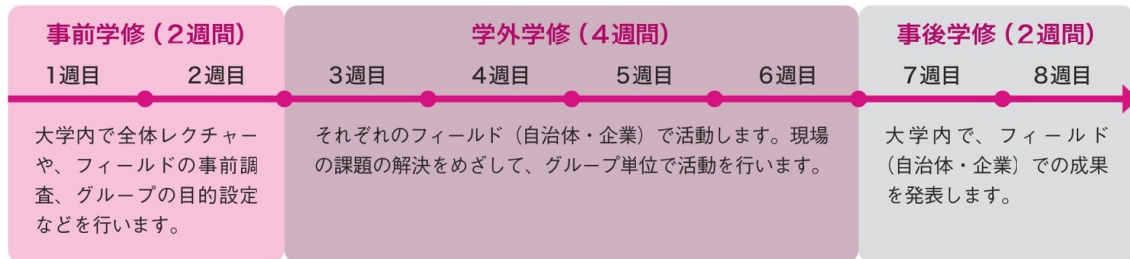 事前学修（2週間）
1週目 2週目
大学内で全体レクチャー
や、フィールドの事前調
査、グループの目的設定
などを行います。
学外学修（4週間）
3週目 4週目 5週目 6週目
それぞれのフィールド（自治体・企業）で活動します。現場
の課題の解決をめざして、グループ単位で活動を行います。
事後学修（2週間）
7週目 8週目
大学内で、フィールド
（自治体・企業）での成果
を発表します。